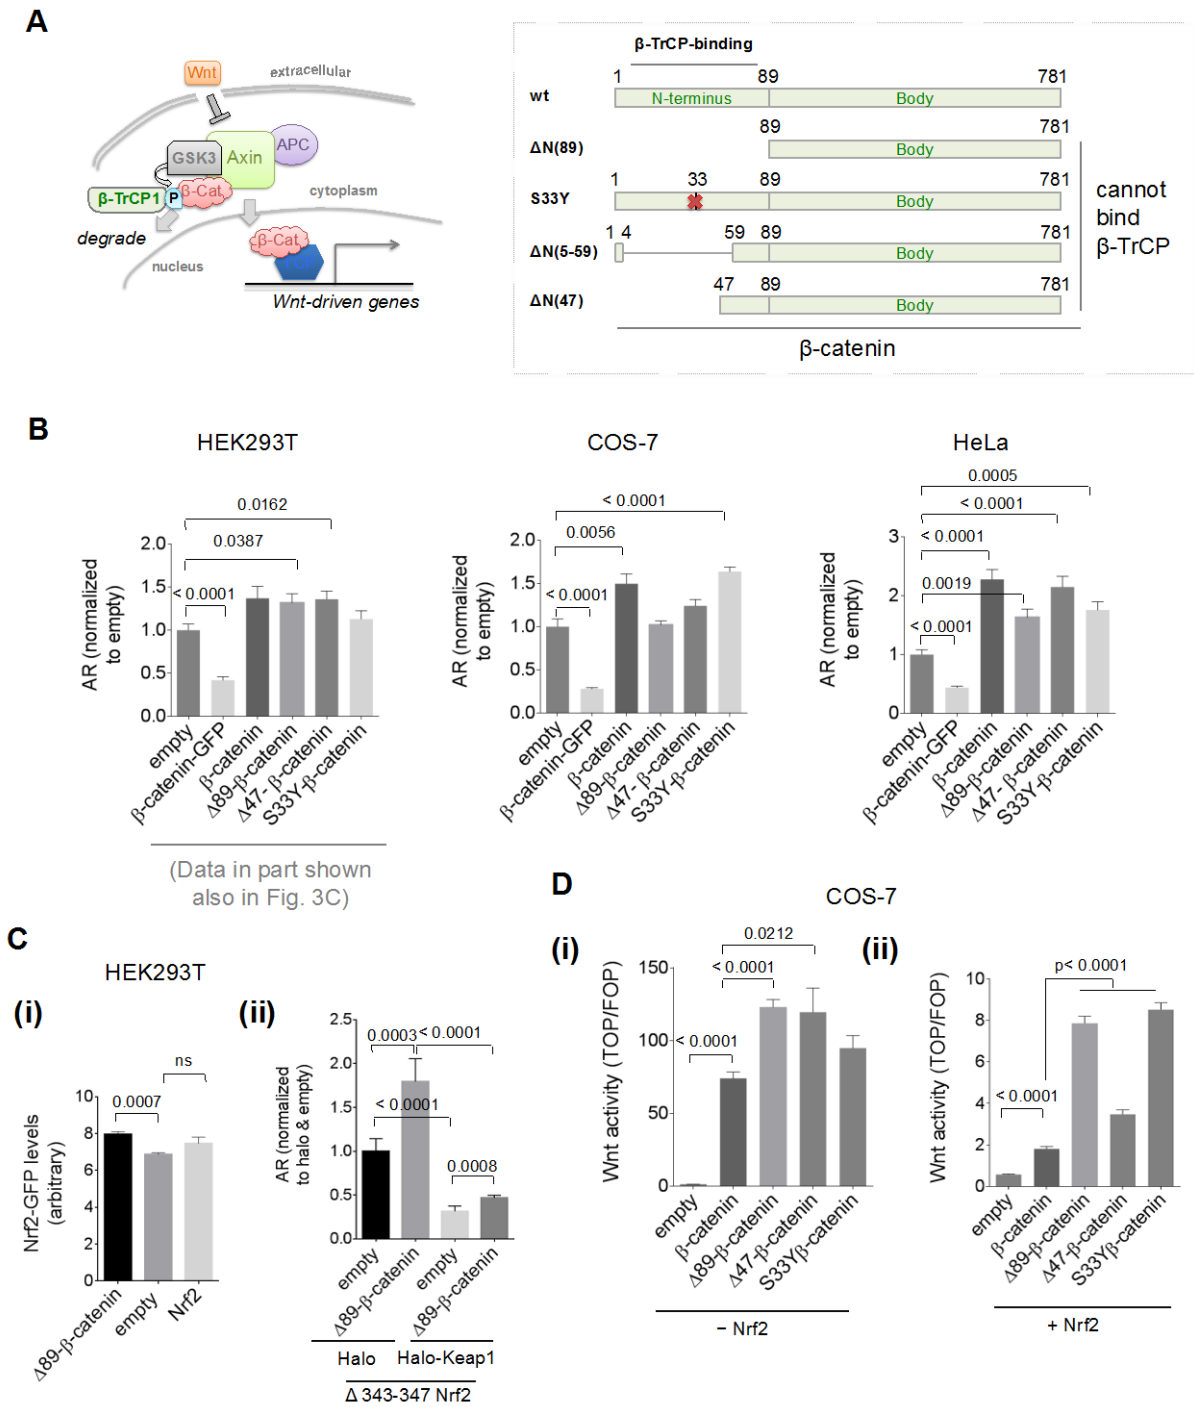 A
Wnt
extracellular
GSK3
Axin
APC
β-TrCP1
P
β-Cat
cytoplasm
degrade
nucleus
β-Cat
Wnt-driven genes
β-TrCP-binding
1 89 781
wt N-terminus Body
89 781
ΔN(89) Body
1 33 89 781
S33Y Body
1 4 59 89 781
ΔN(5-59) Body
47 89 781
ΔN(47) Body
cannot
bind
β-TrCP
β-catenin
B
HEK293T
0.0162
0.0387
< 0.0001
AR (normalized
to empty)
2.0
1.5
1.0
0.5
0.0
empty
β-catenin-GFP
β-catenin
Δ89-β-catenin
Δ47- β-catenin
S33Y-β-catenin
(Data in part shown
also in Fig. 3C)
COS-7
< 0.0001
0.0056
< 0.0001
AR (normalized
to empty)
2.0
1.5
1.0
0.5
0.0
empty
β-catenin-GFP
β-catenin
Δ89-β-catenin
Δ47- β-catenin
S33Y-β-catenin
HeLa
0.0005
< 0.0001
< 0.0001
0.0019
< 0.0001
AR (normalized
to empty)
3
2
1
0
empty
β-catenin-GFP
β-catenin
Δ89-β-catenin
Δ47- β-catenin
S33Y-β-catenin
C
HEK293T
(i)
ns
0.0007
Nrf2-GFP levels
(arbitrary)
10
8
6
4
2
0
Δ89-β-catenin
empty
Nrf2
(ii)
0.0003
< 0.0001
< 0.0001
0.0008
AR (normalized
to halo & empty)
2.5
2.0
1.5
1.0
0.5
0.0
empty
Δ89-β-catenin
empty
Δ89-β-catenin
Halo
Halo-Keap1
Δ 343-347 Nrf2
D
COS-7
(i)
0.0212
< 0.0001
< 0.0001
Wnt activity (TOP/FOP)
150
100
50
0
empty
β-catenin
Δ89-β-catenin
Δ47-β-catenin
S33Yβ-catenin
− Nrf2
(ii)
p< 0.0001
< 0.0001
Wnt activity (TOP/FOP)
10
8
6
4
2
0
empty
β-catenin
Δ89-β-catenin
Δ47-β-catenin
S33Yβ-catenin
+ Nrf2